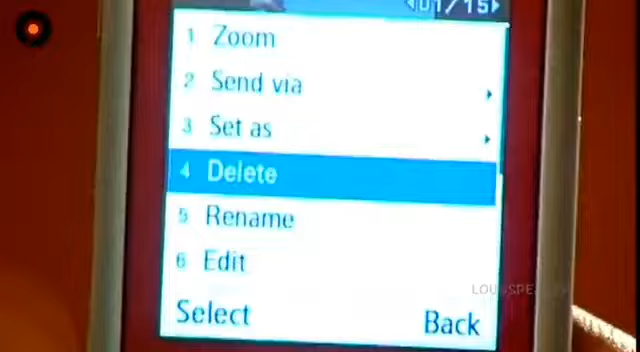 01/15
1 Zoom
2 Send via
3 Set as
4 Delete
5 Rename
6 Edit
Select
Back